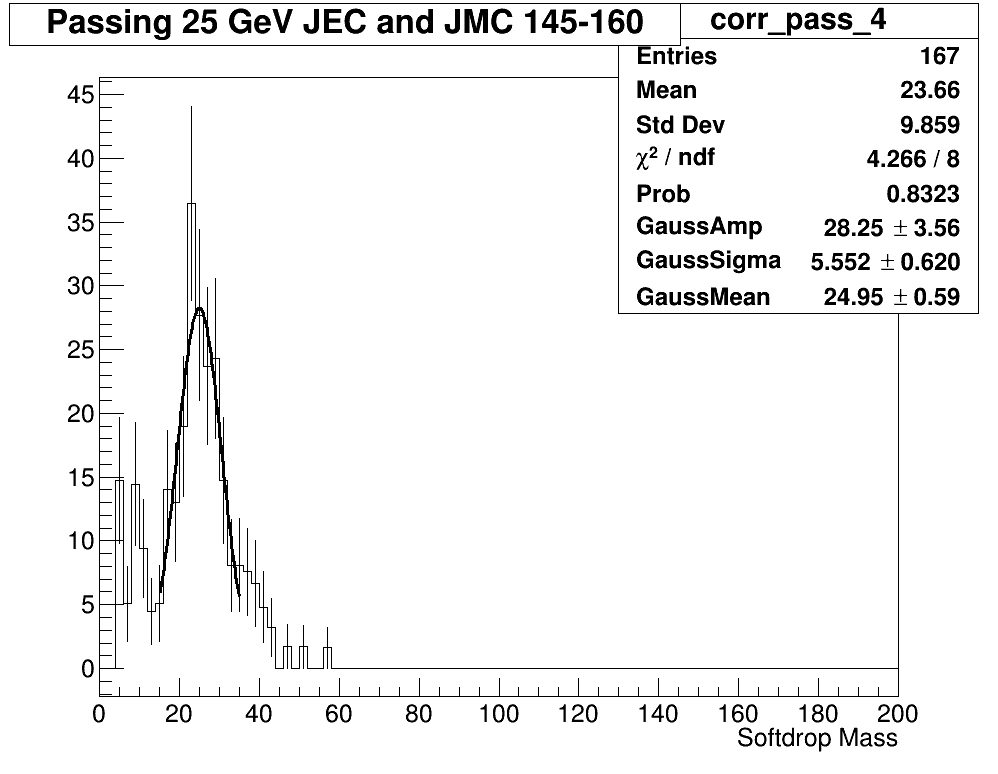 Passing 25 GeV JEC and JMC 145-160
corr_pass_4
Entries 167
Mean 23.66
Std Dev 9.859
χ² / ndf 4.266 / 8
Prob 0.8323
GaussAmp 28.25 ± 3.56
GaussSigma 5.552 ± 0.620
GaussMean 24.95 ± 0.59
45
40
35
30
25
20
15
10
5
0
0 20 40 60 80 100 120 140 160 180 200
Softdrop Mass